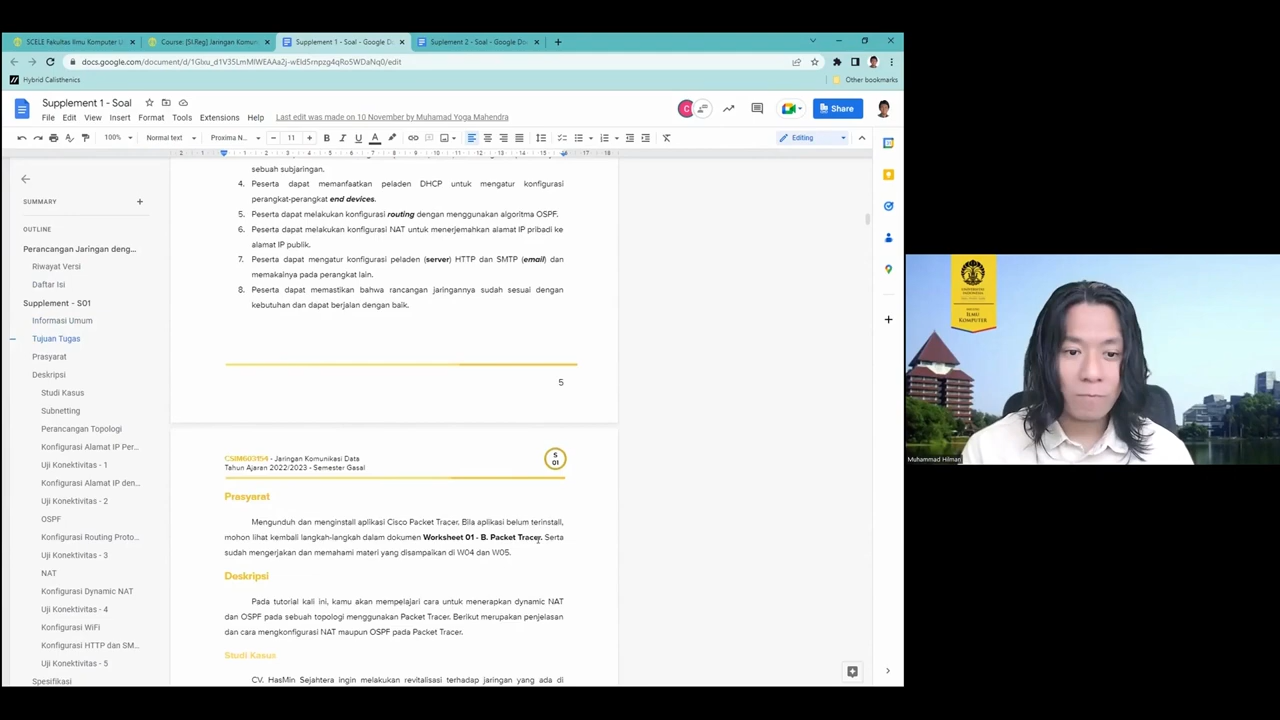 SCELE Fakultas Ilmu Komputer U
Course: [SI.Reg] Jaringan Komun
Supplement 1 - Soal - Google D
Suplement 2 - Soal - Google Doc
Hybrid Calisthenics
Other bookmarks
Supplement 1 - Soal
Share
File Edit View Insert Format Tools Extensions Help Last edit was made on 10 November by Muhamad Yoga Mahendra
100% Normal text Proxima N... 11 Editing
sebuah subjaringan.
SUMMARY
OUTLINE
Perancangan Jaringan deng...
Riwayat Versi
Daftar Isi
Supplement - S01
Informasi Umum
Tujuan Tugas
Prasyarat
Deskripsi
Studi Kasus
Subnetting
Perancangan Topologi
Konfigurasi Alamat IP Per...
Uji Konektivitas - 1
Konfigurasi Alamat IP den...
Uji Konektivitas - 2
OSPF
Konfigurasi Routing Proto...
Uji Konektivitas - 3
NAT
Konfigurasi Dynamic NAT
Uji Konektivitas - 4
Konfigurasi WiFi
Konfigurasi HTTP dan SM...
Uji Konektivitas - 5
Spesifikasi
4. Peserta dapat memanfaatkan peladen DHCP untuk mengatur konfigurasi
perangkat-perangkat end devices.
5. Peserta dapat melakukan konfigurasi routing dengan menggunakan algoritma OSPF.
6. Peserta dapat melakukan konfigurasi NAT untuk menerjemahkan alamat IP pribadi ke
alamat IP publik.
7. Peserta dapat mengatur konfigurasi peladen (server) HTTP dan SMTP (email) dan
memakainya pada perangkat lain.
8. Peserta dapat memastikan bahwa rancangan jaringannya sudah sesuai dengan
kebutuhan dan dapat berjalan dengan baik.
5
CSIM603154 - Jaringan Komunikasi Data
Tahun Ajaran 2022/2023 - Semester Gasal
S
01
Prasyarat
Mengunduh dan menginstall aplikasi Cisco Packet Tracer. Bila aplikasi belum terinstall,
mohon lihat kembali langkah-langkah dalam dokumen Worksheet 01 - B. Packet Tracer. Serta
sudah mengerjakan dan memahami materi yang disampaikan di W04 dan W05.
Deskripsi
Pada tutorial kali ini, kamu akan mempelajari cara untuk menerapkan dynamic NAT
dan OSPF pada sebuah topologi menggunakan Packet Tracer. Berikut merupakan penjelasan
dan cara mengkonfigurasi NAT maupun OSPF pada Packet Tracer.
Studi Kasus
CV. HasMin Sejahtera ingin melakukan revitalisasi terhadap jaringan yang ada di
UNIVERSITAS
INDONESIA
ILMU
KOMPUTER
Muhammad Hilman